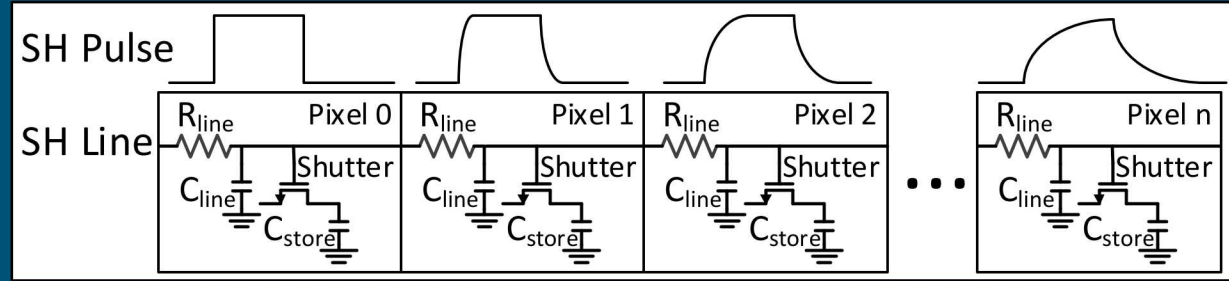 SH Pulse
SH Line
R_line Pixel 0
Shutter
C_line
C_store
R_line Pixel 1
Shutter
C_line
C_store
R_line Pixel 2
Shutter
C_line
C_store
...
R_line Pixel n
Shutter
C_line
C_store